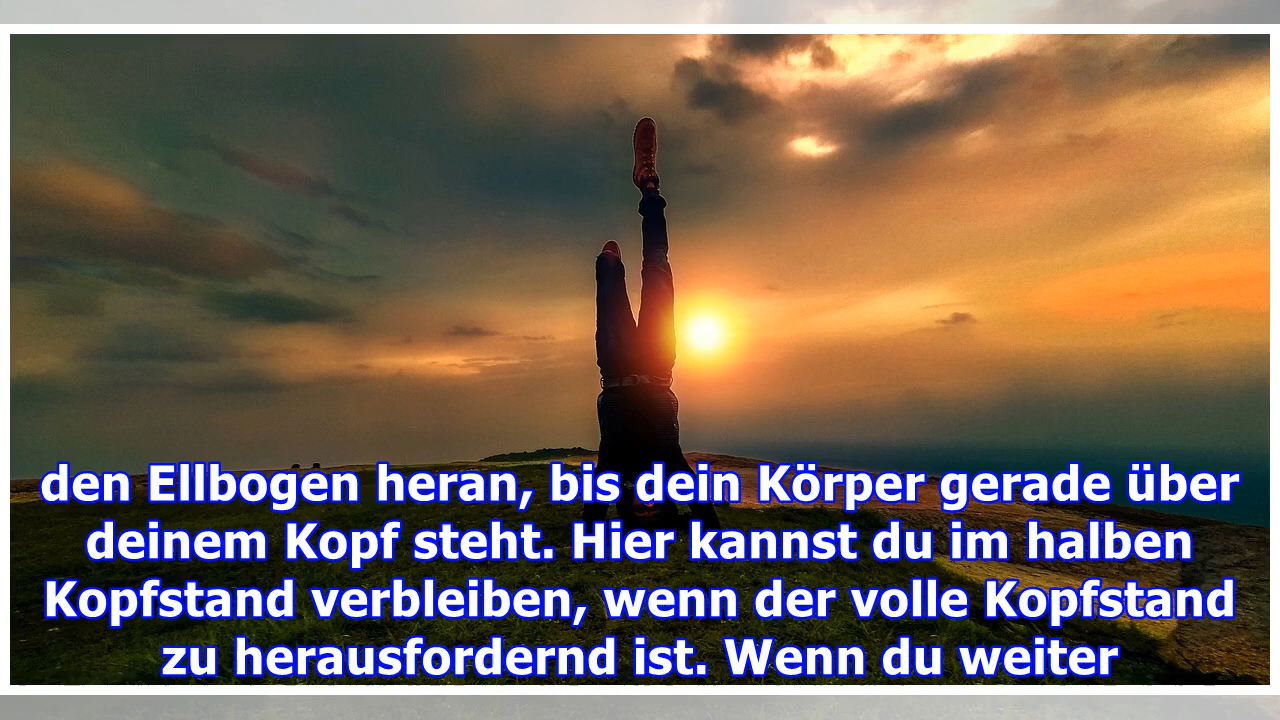 den Ellbogen heran, bis dein Körper gerade über
deinem Kopf steht. Hier kannst du im halben
Kopfstand verbleiben, wenn der volle Kopfstand
zu herausfordernd ist. Wenn du weiter